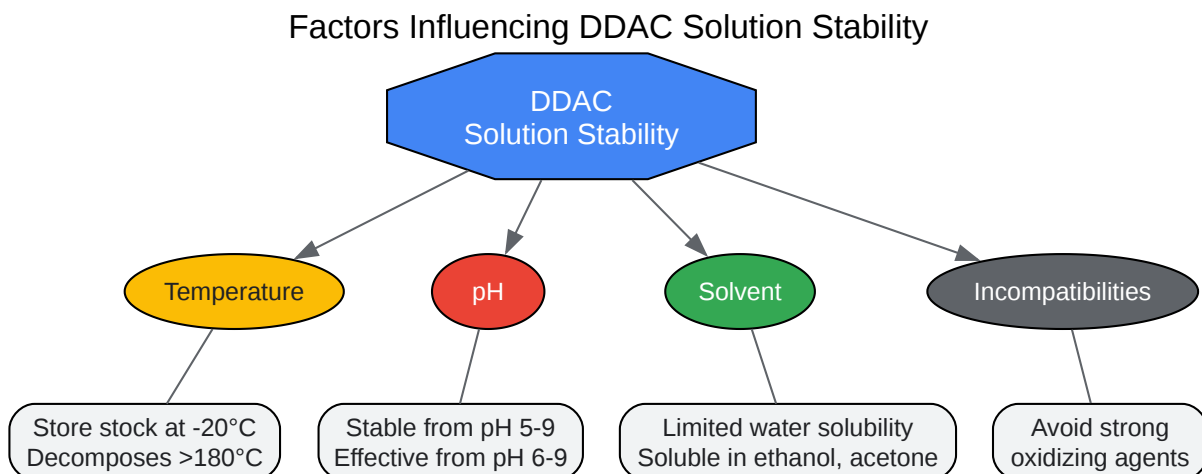 Factors Influencing DDAC Solution Stability
DDAC
Solution Stability
Temperature
pH
Solvent
Incompatibilities
Store stock at -20°C
Decomposes >180°C
Stable from pH 5-9
Effective from pH 6-9
Limited water solubility
Soluble in ethanol, acetone
Avoid strong
oxidizing agents